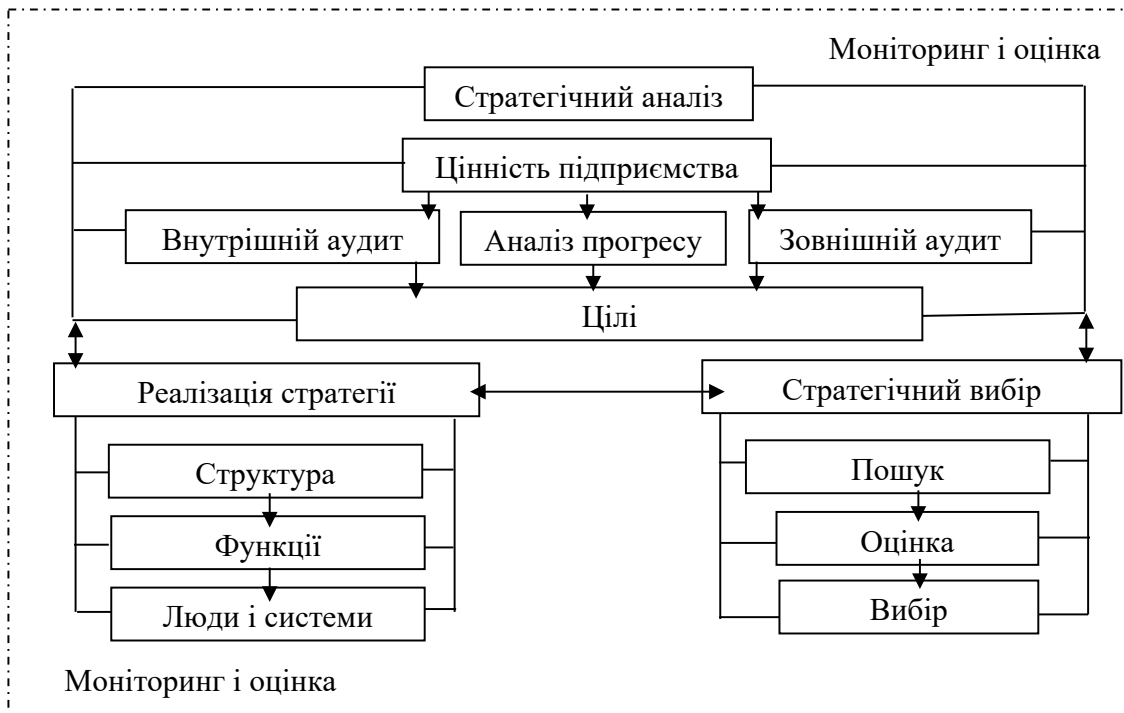 Моніторинг і оцінка
Стратегічний аналіз
Цінність підприємства
Внутрішній аудит
Аналіз прогресу
Зовнішній аудит
Цілі
Реалізація стратегії
Стратегічний вибір
Структура
Пошук
Функції
Оцінка
Люди і системи
Вибір
Моніторинг і оцінка